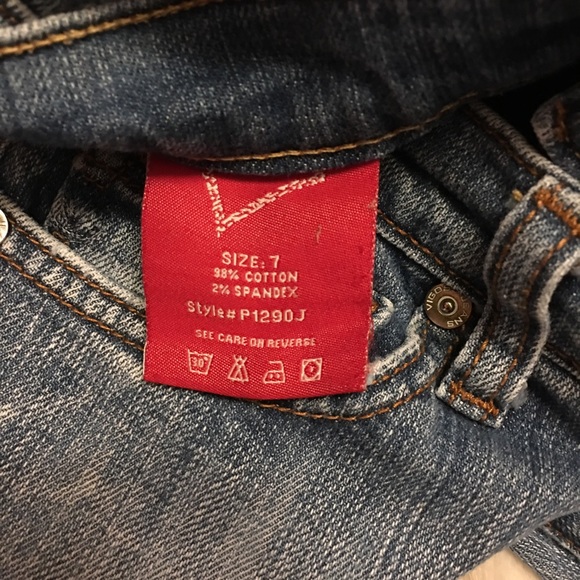 SIZE: 7
98% COTTON
2% SPANDEX
Style# P1290J
SEE CARE ON REVERSE
30°